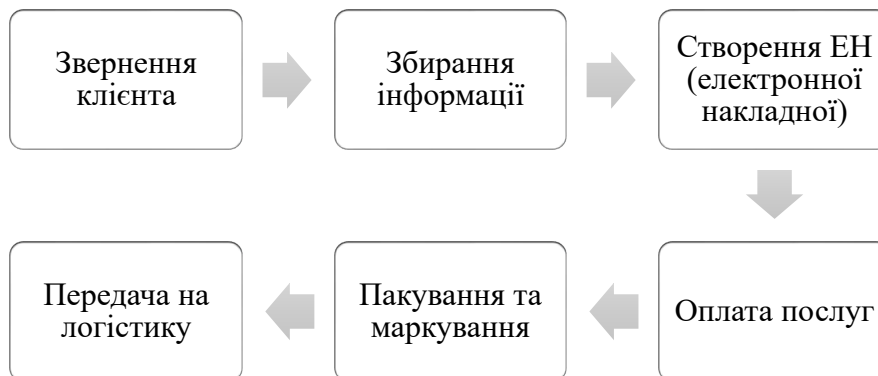 Звернення
клієнта
Збирання
інформації
Створення ЕН
(електронної
накладної)
Оплата послуг
Пакування та
маркування
Передача на
логістику